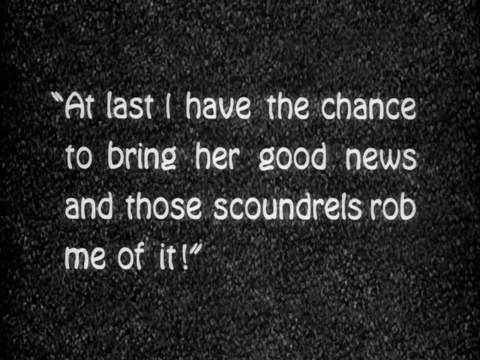 "At last I have the chance
to bring her good news
and those scoundrels rob
me of it!"